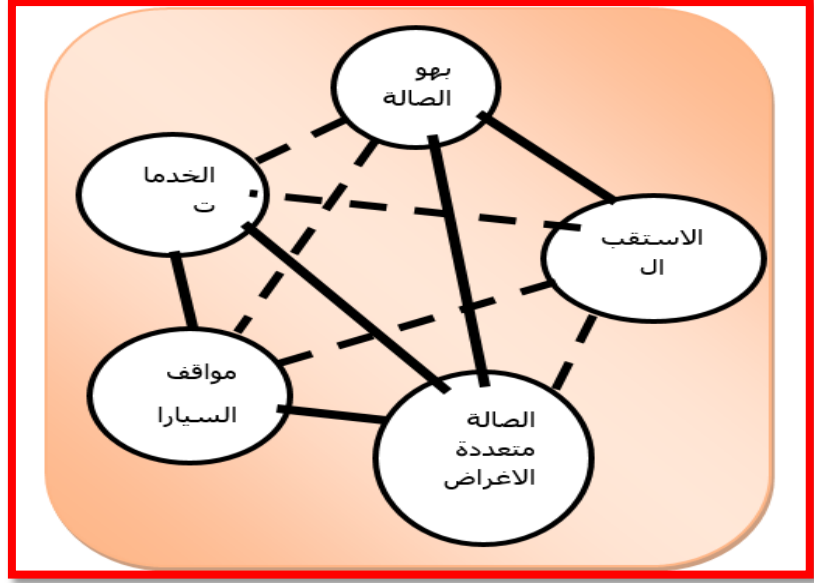 بهو
الصالة
الخدما
ت
الاستقب
ال
مواقف
السيارا
الصالة
متعددة
الاغراض